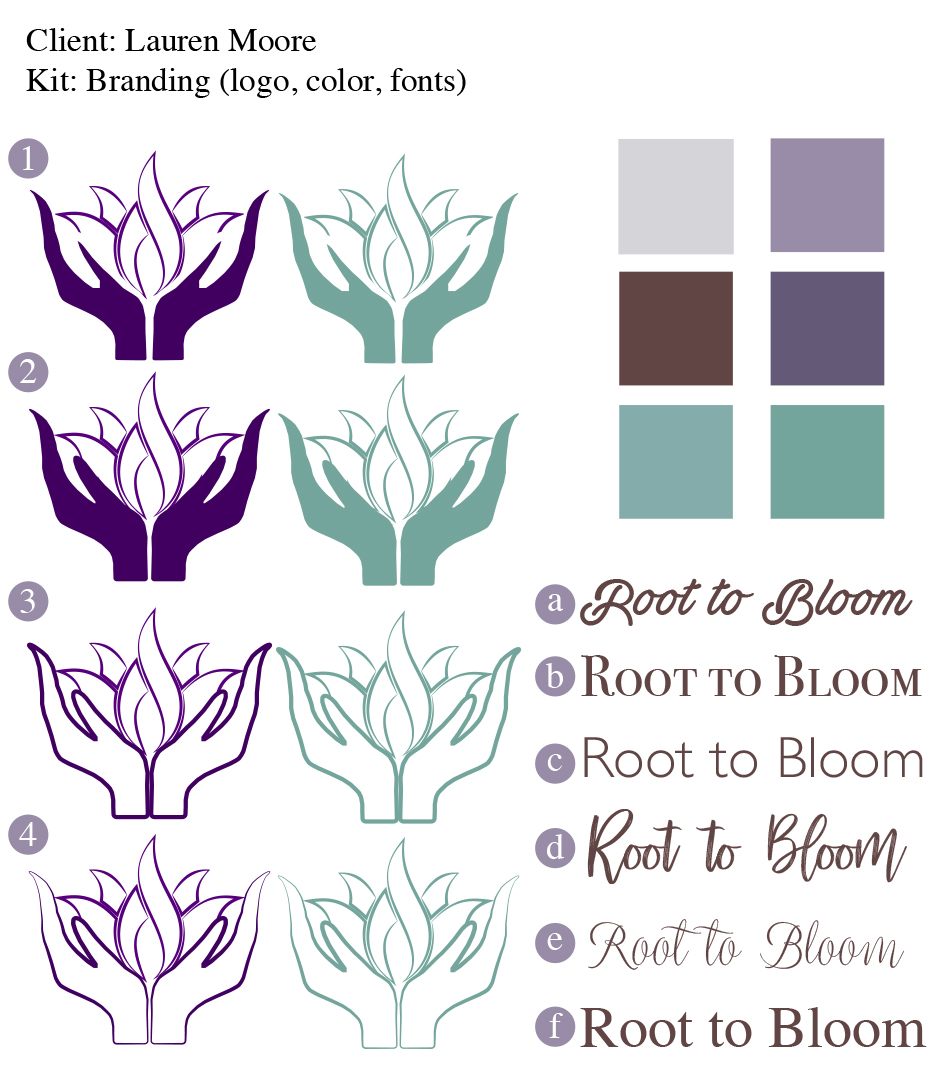 Client: Lauren Moore
Kit: Branding (logo, color, fonts)
1
2
3
4
a Root to Bloom
b Root to Bloom
c Root to Bloom
d Root to Bloom
e Root to Bloom
f Root to Bloom